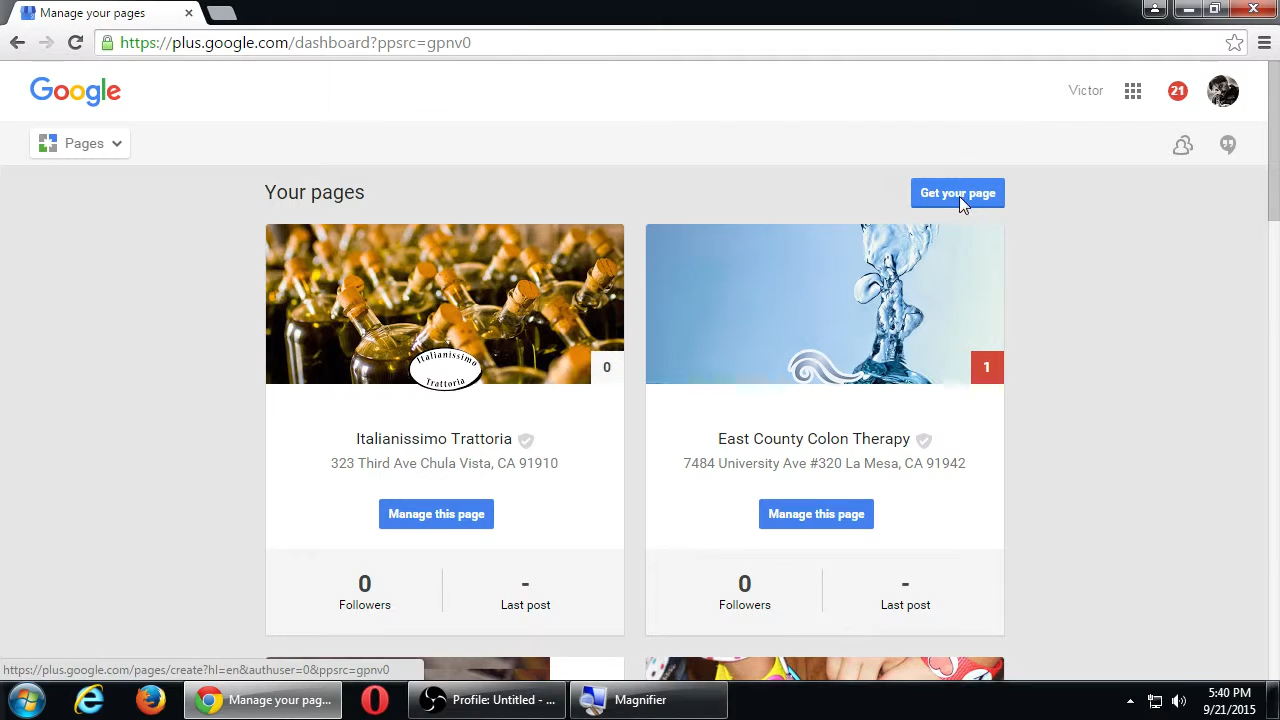 Manage your pages
https://plus.google.com/dashboard?ppsrc=gpnv0
Google
Victor
21
Pages
Your pages
Get your page
Italianissimo
Trattoria
0
1
Italianissimo Trattoria
323 Third Ave Chula Vista, CA 91910
Manage this page
0
Followers
-
Last post
East County Colon Therapy
7484 University Ave #320 La Mesa, CA 91942
Manage this page
0
Followers
-
Last post
https://plus.google.com/pages/create?hl=en&authuser=0&ppsrc=gpnv0
Manage your pag...
Profile: Untitled - ...
Magnifier
5:40 PM
9/21/2015